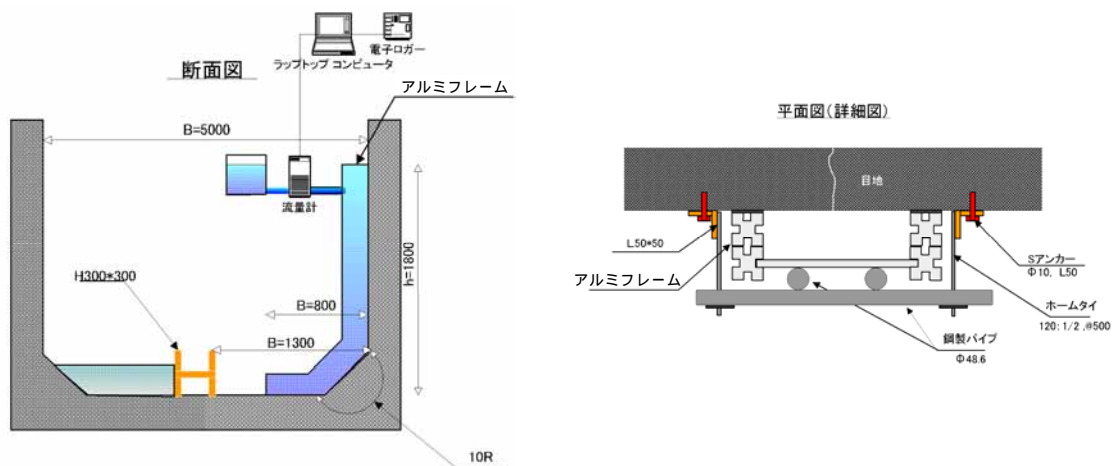 電子ロガー
ラップトップ コンピュータ
断面図
アルミフレーム
B=5000
流量計
h=1800
H300*300
B=800
B=1300
10R
平面図(詳細図)
目地
L50*50
Sアンカー
Φ10, L50
アルミフレーム
ホームタイ
120:1/2 ,@500
鋼製パイプ
Φ48.6